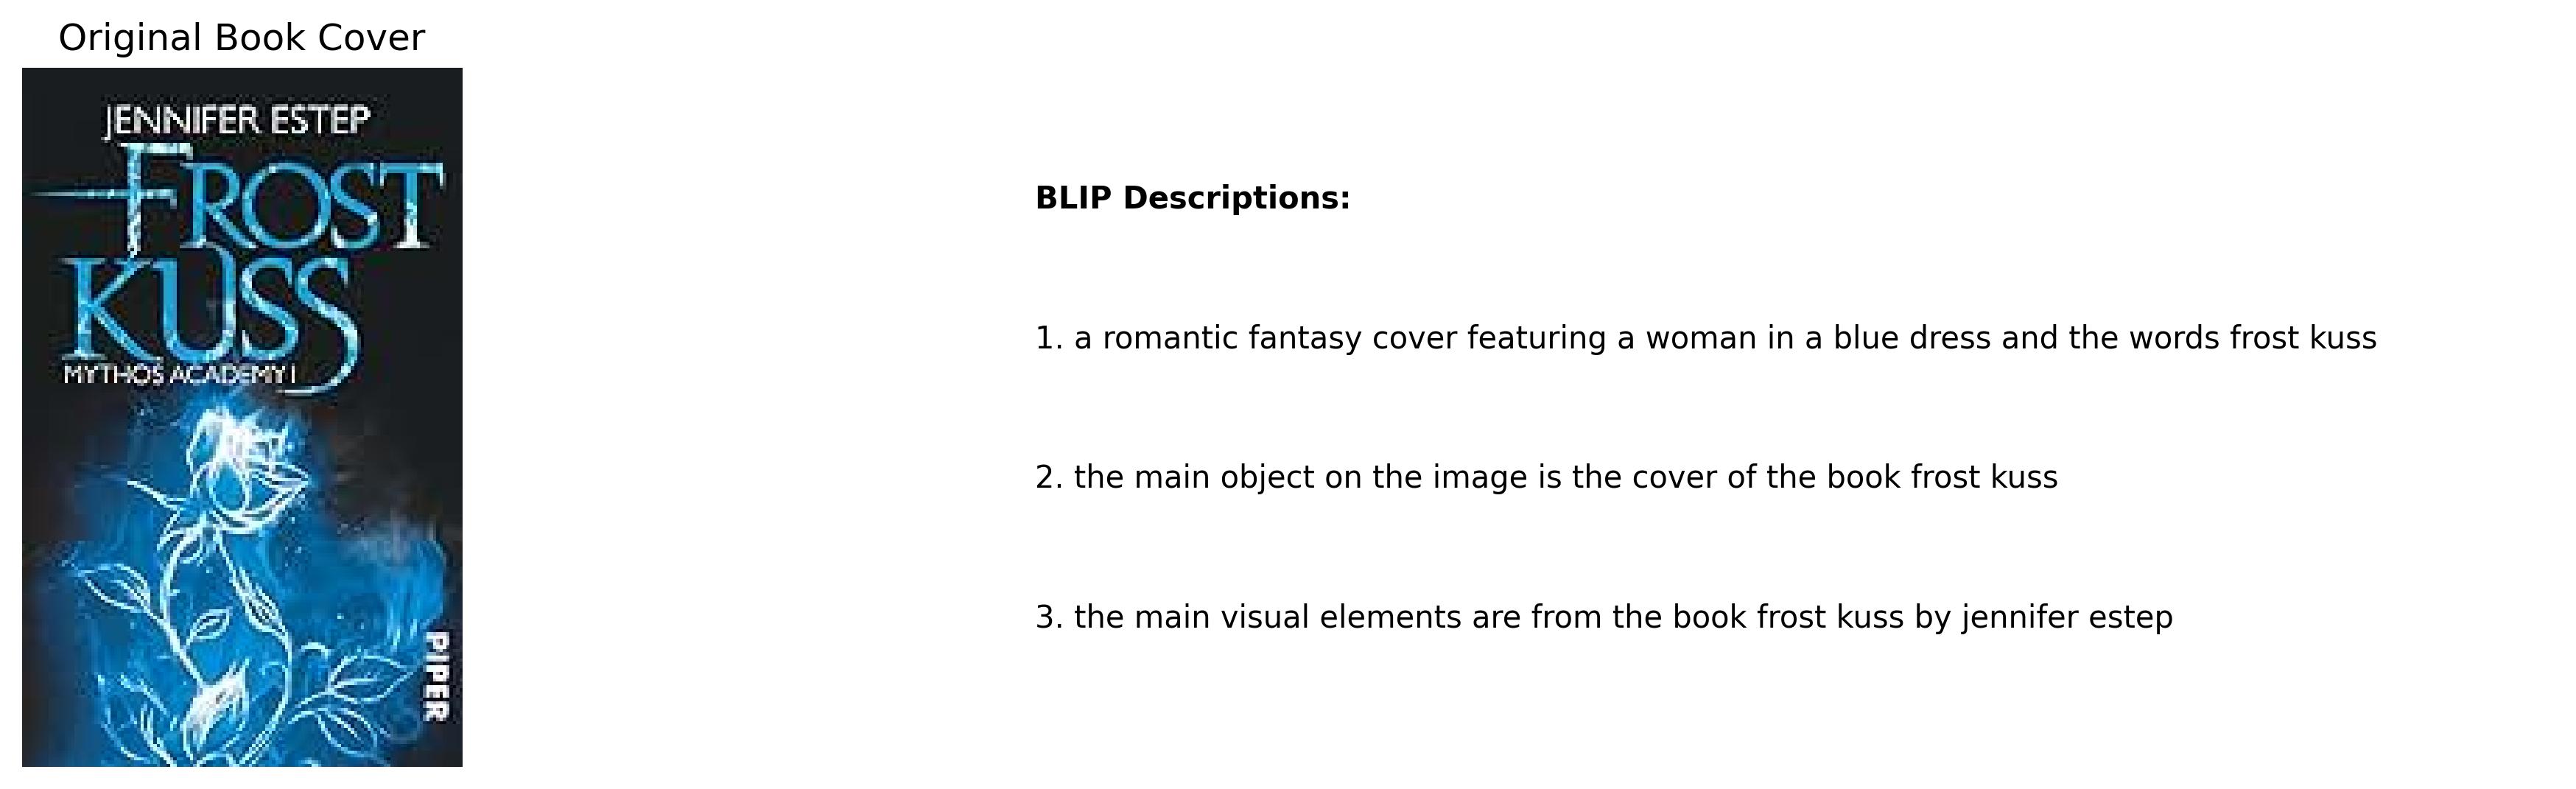 Original Book Cover
JENNIFER ESTEP
FROST
KUSS
MYTHOS ACADEMY 1
PIPER
BLIP Descriptions:
1. a romantic fantasy cover featuring a woman in a blue dress and the words frost kuss
2. the main object on the image is the cover of the book frost kuss
3. the main visual elements are from the book frost kuss by jennifer estep